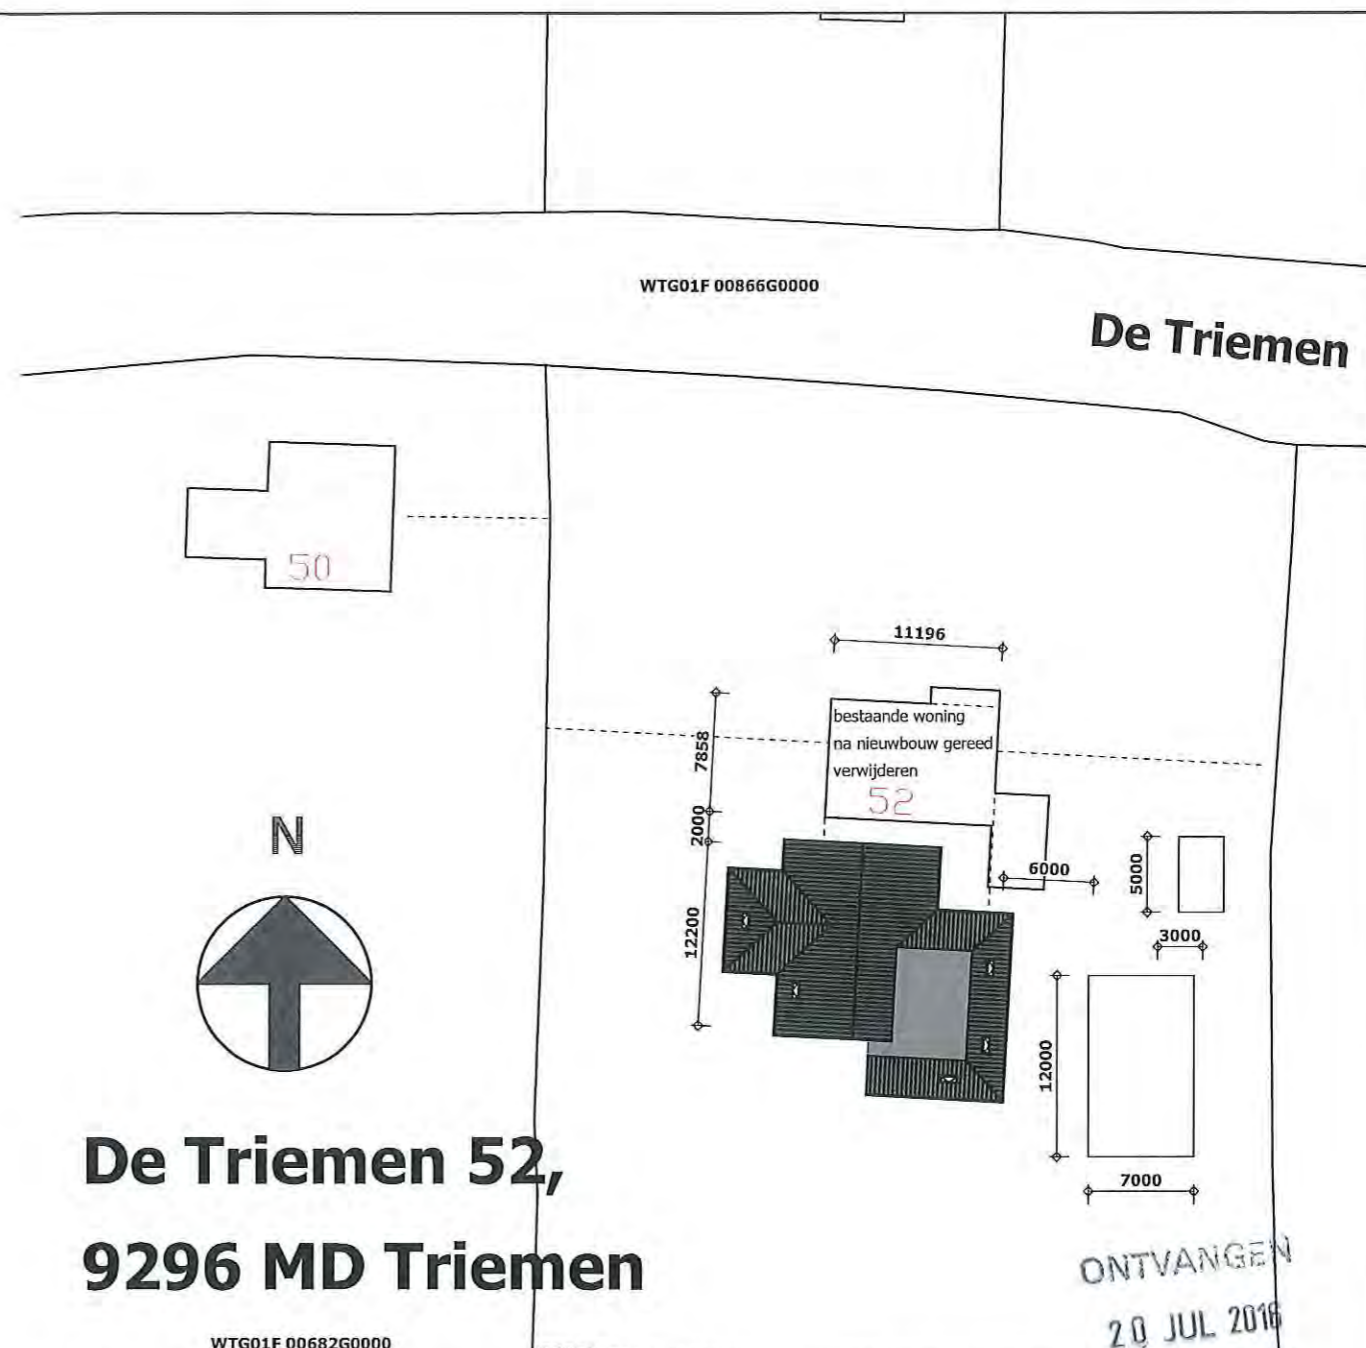 WTG01F 00866G0000
De Triemen
50
11196
bestaande woning
na nieuwbouw gereed
verwijderen
52
7858
2000
12200
6000
5000
3000
12000
7000
N
De Triemen 52,
9296 MD Triemen
ONTVANGEN
20 JUL 2016
WTG01F 00682G0000